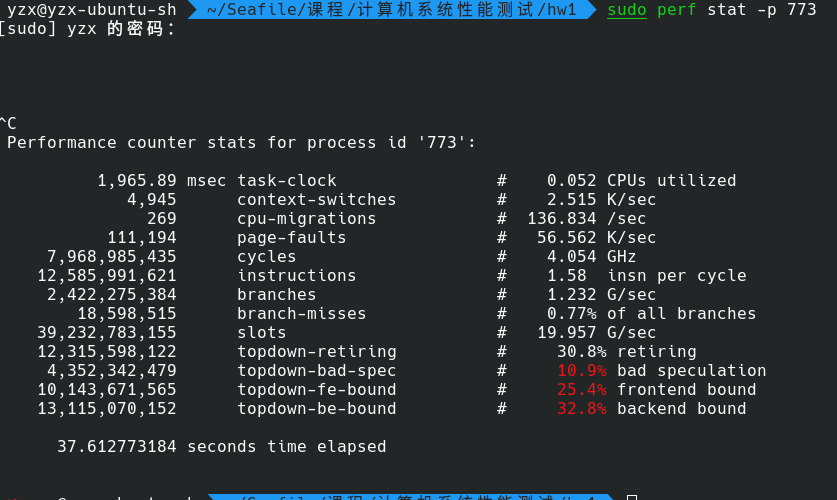 yzx@yzx-ubuntu-sh ~/Seafile/课程/计算机系统性能测试/hw1 sudo perf stat -p 773
[sudo] yzx 的密码：
^C
Performance counter stats for process id '773':
1,965.89 msec task-clock # 0.052 CPUs utilized
4,945 context-switches # 2.515 K/sec
269 cpu-migrations # 136.834 /sec
111,194 page-faults # 56.562 K/sec
7,968,985,435 cycles # 4.054 GHz
12,585,991,621 instructions # 1.58 insn per cycle
2,422,275,384 branches # 1.232 G/sec
18,598,515 branch-misses # 0.77% of all branches
39,232,783,155 slots # 19.957 G/sec
12,315,598,122 topdown-retiring # 30.8% retiring
4,352,342,479 topdown-bad-spec # 10.9% bad speculation
10,143,671,565 topdown-fe-bound # 25.4% frontend bound
13,115,070,152 topdown-be-bound # 32.8% backend bound
37.612773184 seconds time elapsed